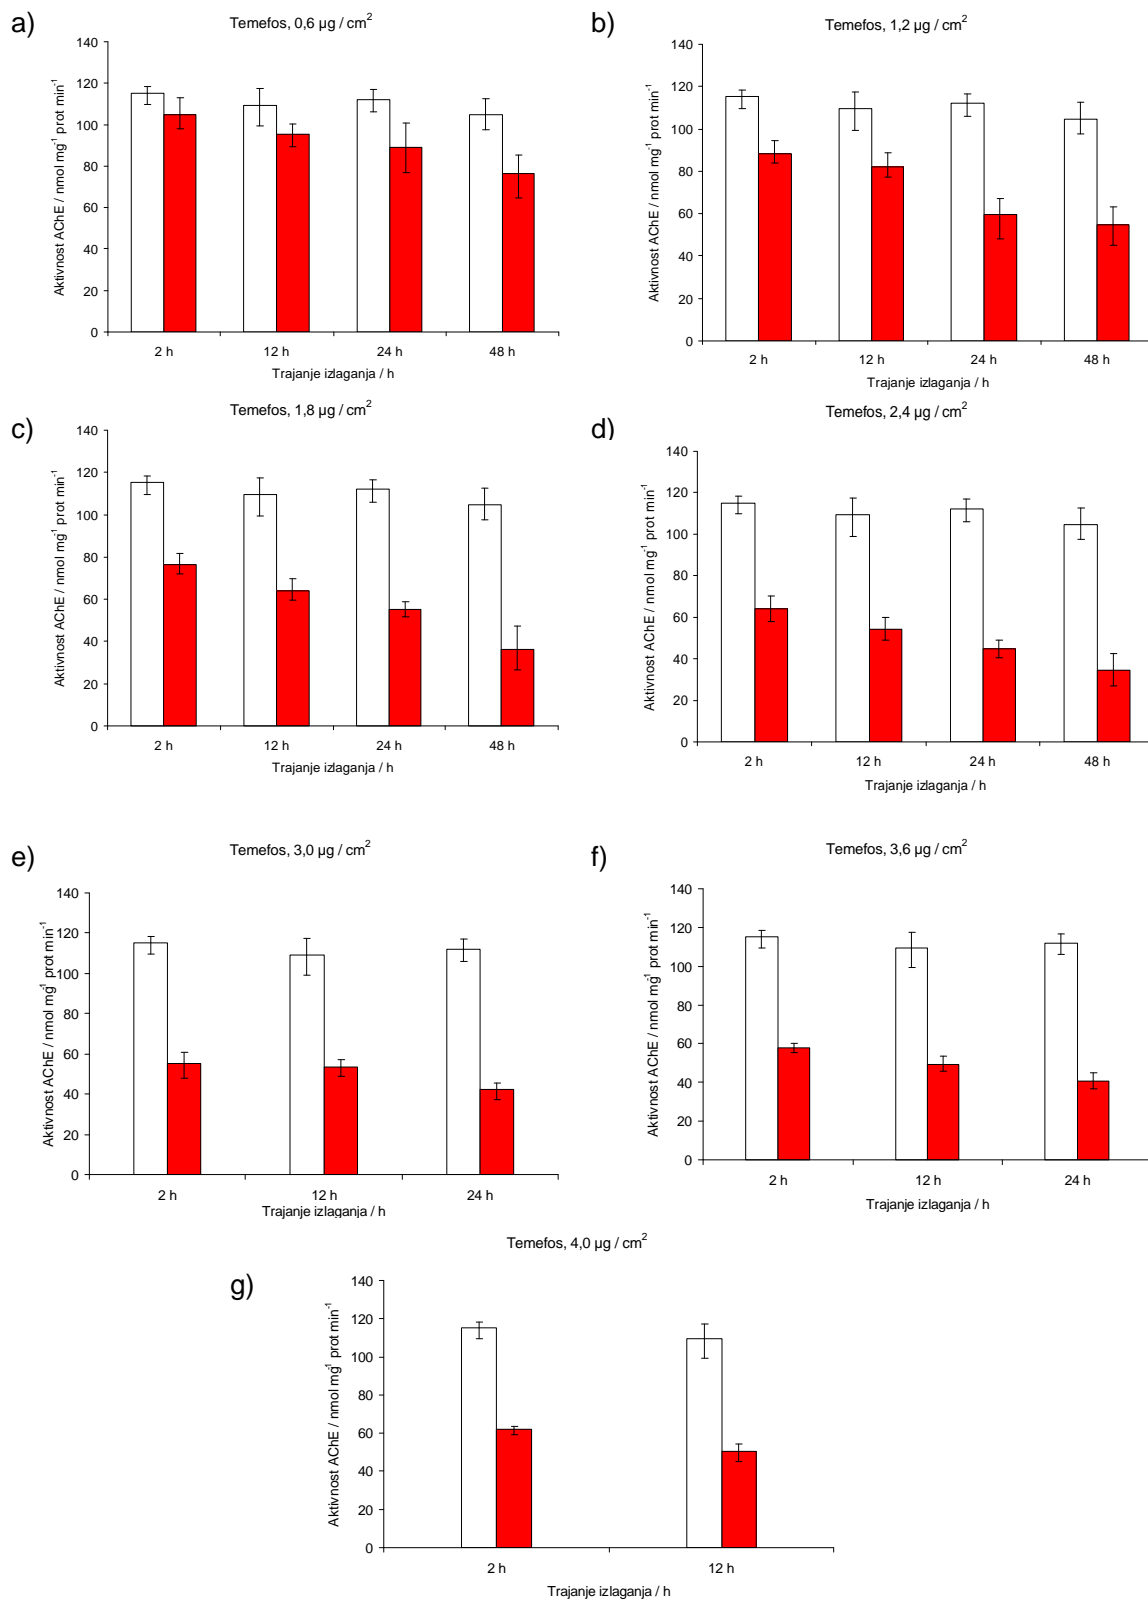 a)
Temefos, 0,6 µg / cm²
Aktivnost AChE / nmol mg⁻¹ prot min⁻¹
140
120
100
80
60
40
20
0
2 h 12 h 24 h 48 h
Trajanje izlaganja / h
b)
Temefos, 1,2 µg / cm²
Aktivnost AChE / nmol mg⁻¹ prot min⁻¹
140
120
100
80
60
40
20
0
2 h 12 h 24 h 48 h
Trajanje izlaganja / h
c)
Temefos, 1,8 µg / cm²
Aktivnost AChE / nmol mg⁻¹ prot min⁻¹
140
120
100
80
60
40
20
0
2 h 12 h 24 h 48 h
Trajanje izlaganja / h
d)
Temefos, 2,4 µg / cm²
Aktivnost AChE / nmol mg⁻¹ prot min⁻¹
140
120
100
80
60
40
20
0
2 h 12 h 24 h 48 h
Trajanje izlaganja / h
e)
Temefos, 3,0 µg / cm²
Aktivnost AChE / nmol mg⁻¹ prot min⁻¹
140
120
100
80
60
40
20
0
2 h 12 h 24 h
Trajanje izlaganja / h
f)
Temefos, 3,6 µg / cm²
Aktivnost AChE / nmol mg⁻¹ prot min⁻¹
140
120
100
80
60
40
20
0
2 h 12 h 24 h
Trajanje izlaganja / h
g)
Temefos, 4,0 µg / cm²
Aktivnost AChE / nmol mg⁻¹ prot min⁻¹
140
120
100
80
60
40
20
0
2 h 12 h
Trajanje izlaganja / h